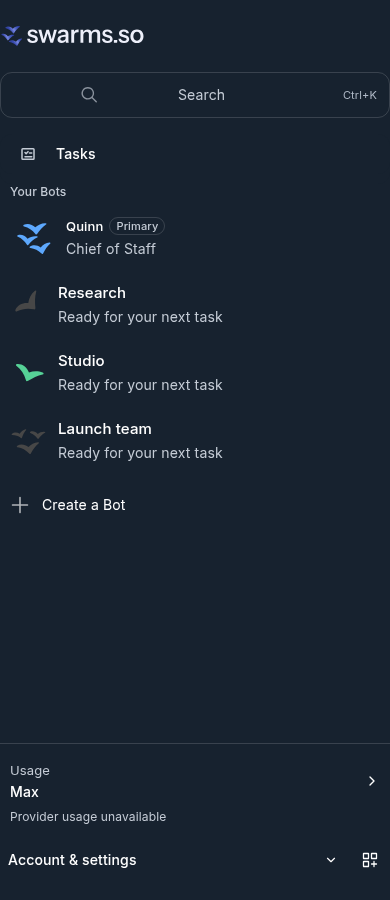 swarms.so
Search Ctrl+K
Tasks
Your Bots
Quinn Primary
Chief of Staff
Research
Ready for your next task
Studio
Ready for your next task
Launch team
Ready for your next task
Create a Bot
Usage
Max
Provider usage unavailable
Account & settings